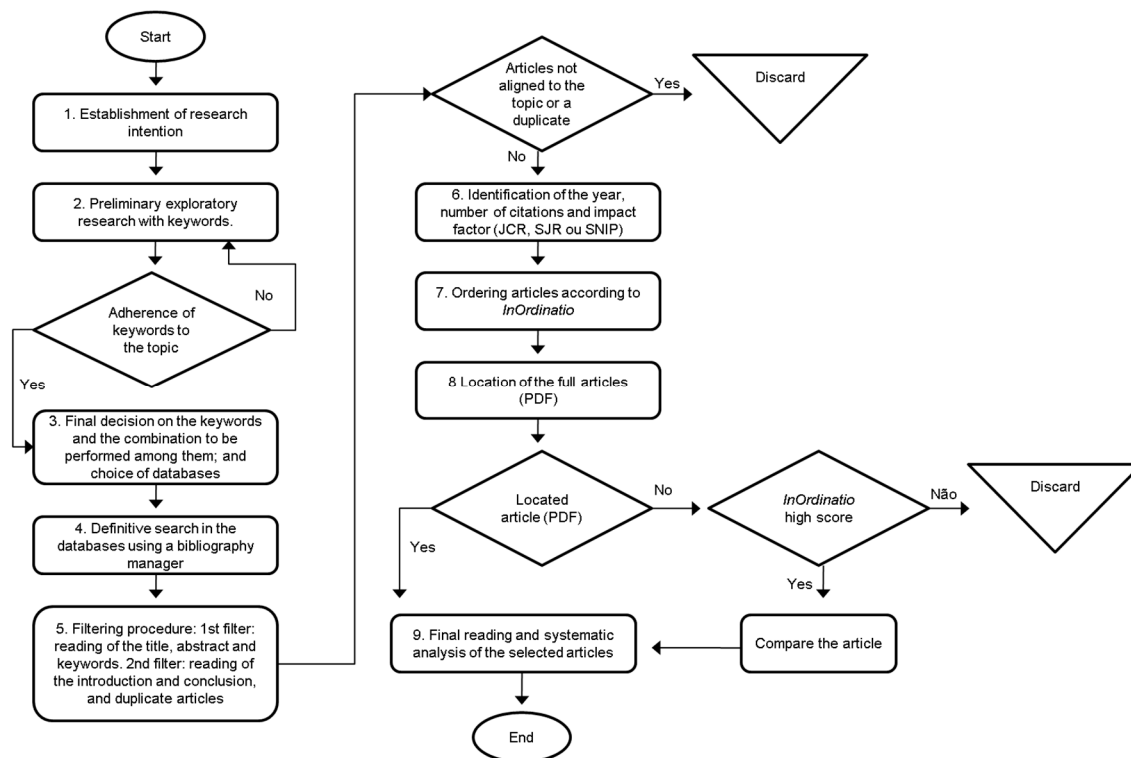 Start
1. Establishment of research
intention
2. Preliminary exploratory
research with keywords.
No
Adherence of
keywords to
the topic
Yes
3. Final decision on the keywords
and the combination to be
performed among them; and
choice of databases
4. Definitive search in the
databases using a bibliography
manager
5. Filtering procedure: 1st filter:
reading of the title, abstract and
keywords. 2nd filter: reading of
the introduction and conclusion,
and duplicate articles
Articles not
aligned to the
topic or a
duplicate
Yes
Discard
No
6. Identification of the year,
number of citations and impact
factor (JCR, SJR ou SNIP)
7. Ordering articles according to
InOrdinatio
8 Location of the full articles
(PDF)
Located
article (PDF)
No
InOrdinatio
high score
Não
Discard
Yes
Yes
9. Final reading and systematic
analysis of the selected articles
Compare the article
End